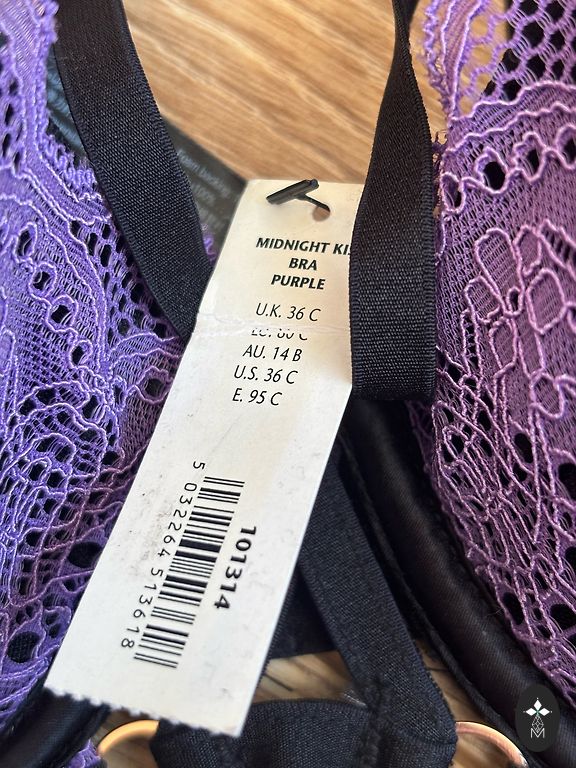 MIDNIGHT
BRA
PURPLE
U.K. 36 C
AU. 14 B
U.S. 36 C
E. 95 C
101314
5 032264 513618